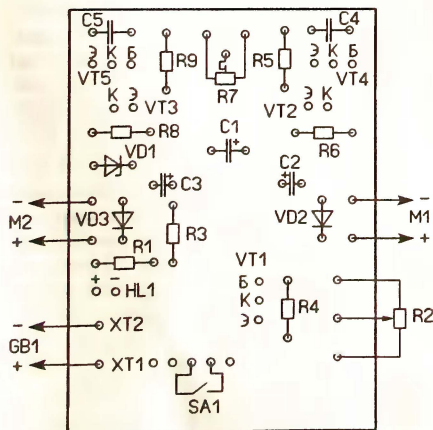 C5 C4
Э К Б R9 R5 Э К Б
VT5 R7 VT4
К Э VT3 VT2 Э К
R8 C1 R6
VD1
C3 C2
- -
M2 VD3 VD2 M1
+ R3 +
R1
+ - HL1 VT1
Б
К R4 R2
- XT2 Э
GB1
+ XT1
SA1